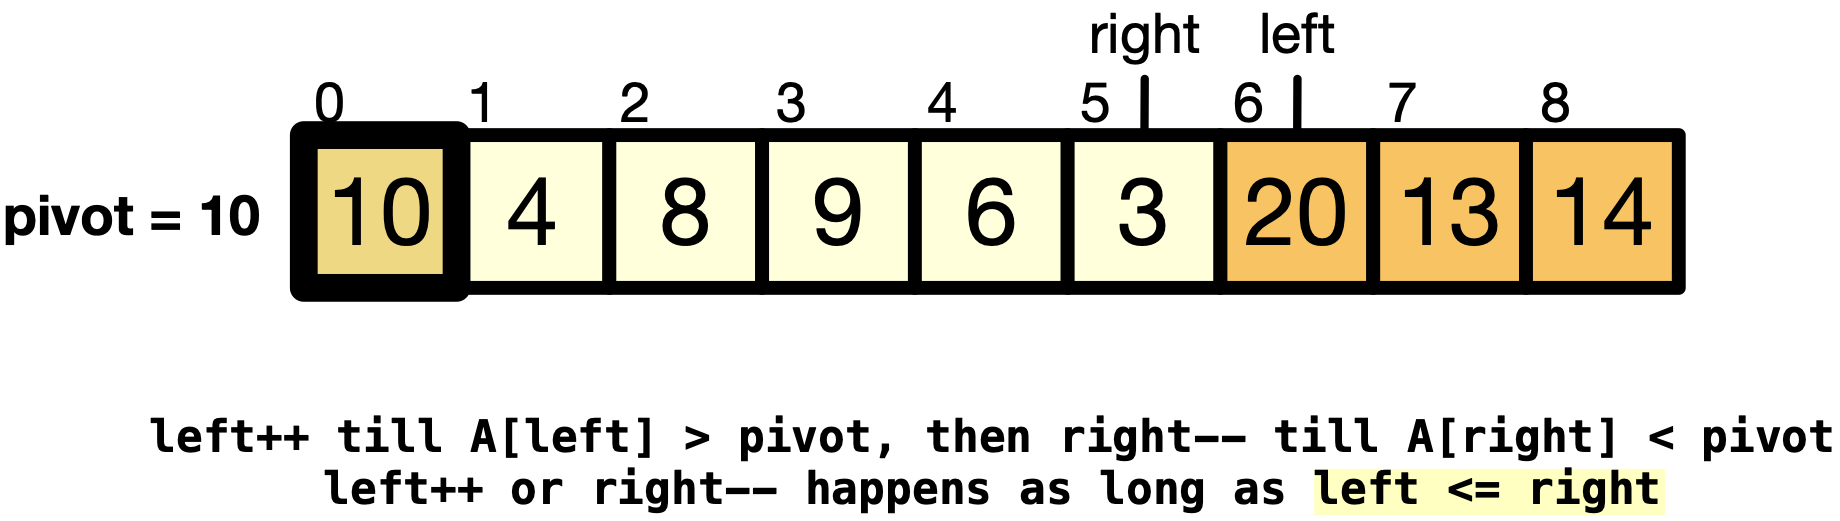 right left
0 1 2 3 4 5 6 7 8
pivot = 10 10 4 8 9 6 3 20 13 14
left++ till A[left] > pivot, then right-- till A[right] < pivot
left++ or right-- happens as long as left <= right